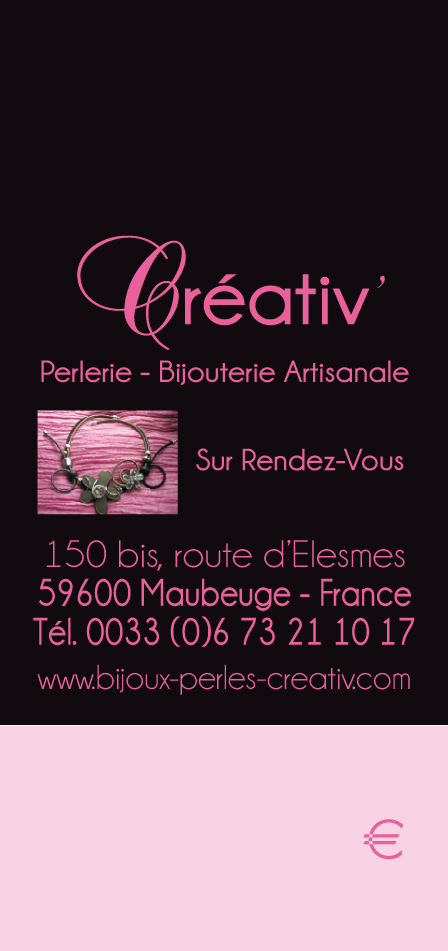 Créativ’
Perlerie - Bijouterie Artisanale
Sur Rendez-Vous
150 bis, route d’Elesmes
59600 Maubeuge - France
Tél. 0033 (0)6 73 21 10 17
www.bijoux-perles-creativ.com
€